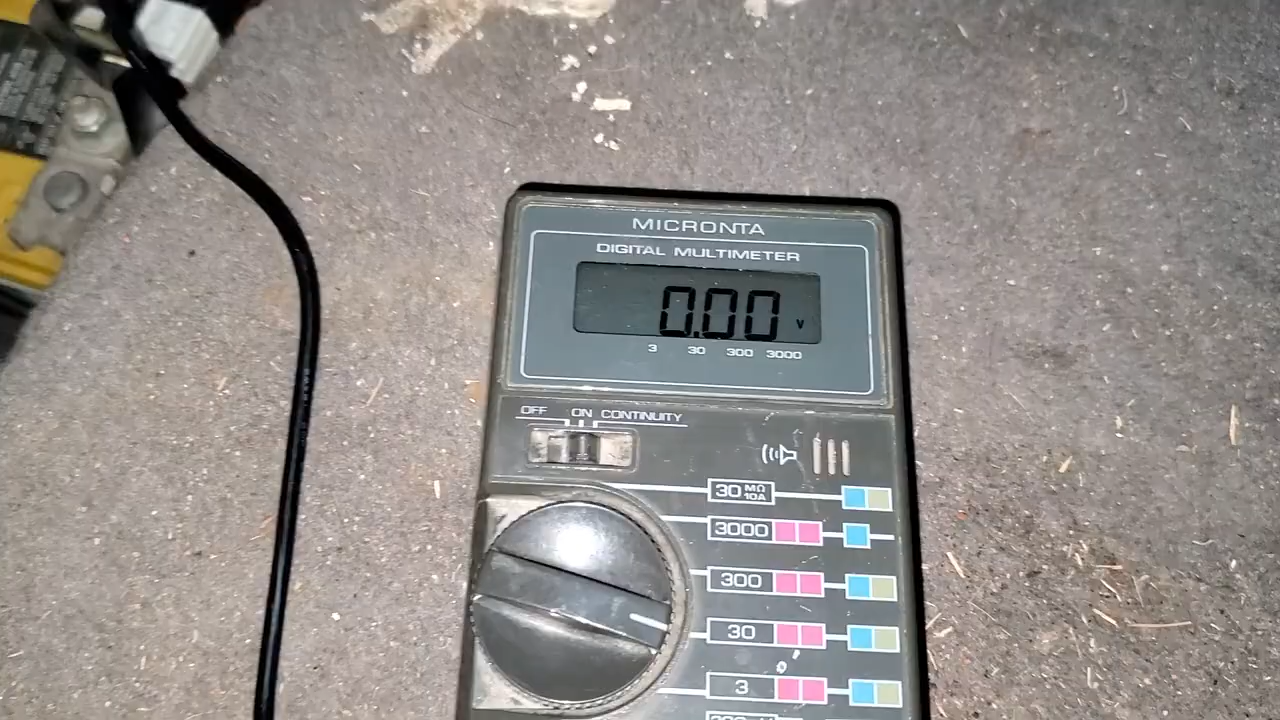 MICRONTA
DIGITAL MULTIMETER
0.00 V
3 30 300 3000
OFF ON CONTINUITY
30 MΩ 10A
3000
300
30
3